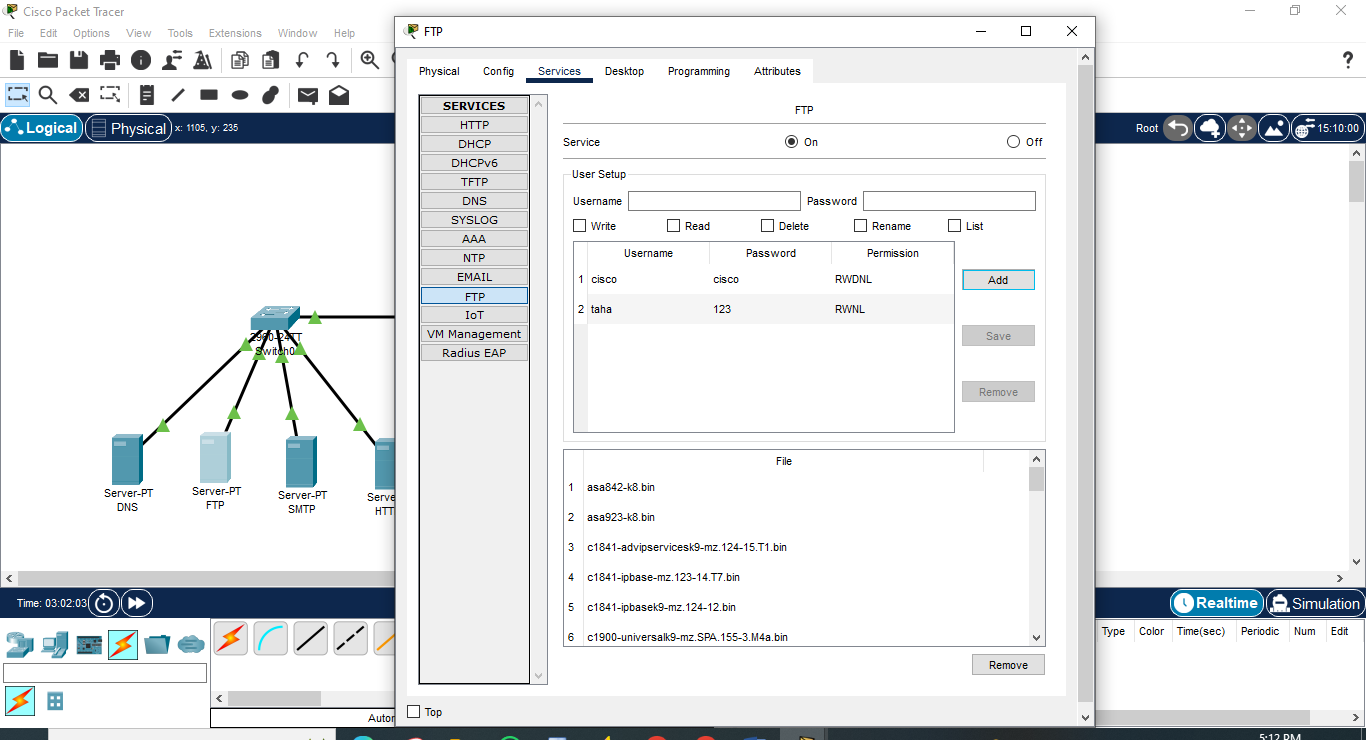 Cisco Packet Tracer
File Edit Options View Tools Extensions Window Help
Logical Physical x: 1105, y: 235
Root 15:10:00
2960-24TT
Switch0
Server-PT
DNS
Server-PT
FTP
Server-PT
SMTP
Serve
HTT
Time: 03:02:03
Realtime Simulation
Type Color Time(sec) Periodic Num Edit
Autor
FTP
Physical Config Services Desktop Programming Attributes
SERVICES
HTTP
DHCP
DHCPv6
TFTP
DNS
SYSLOG
AAA
NTP
EMAIL
FTP
IoT
VM Management
Radius EAP
FTP
Service On Off
User Setup
Username Password
Write Read Delete Rename List
Username Password Permission
1 cisco cisco RWDNL
2 taha 123 RWNL
Add
Save
Remove
File
1 asa842-k8.bin
2 asa923-k8.bin
3 c1841-advipservicesk9-mz.124-15.T1.bin
4 c1841-ipbase-mz.123-14.T7.bin
5 c1841-ipbasek9-mz.124-12.bin
6 c1900-universalk9-mz.SPA.155-3.M4a.bin
Remove
Top
5:12 PM